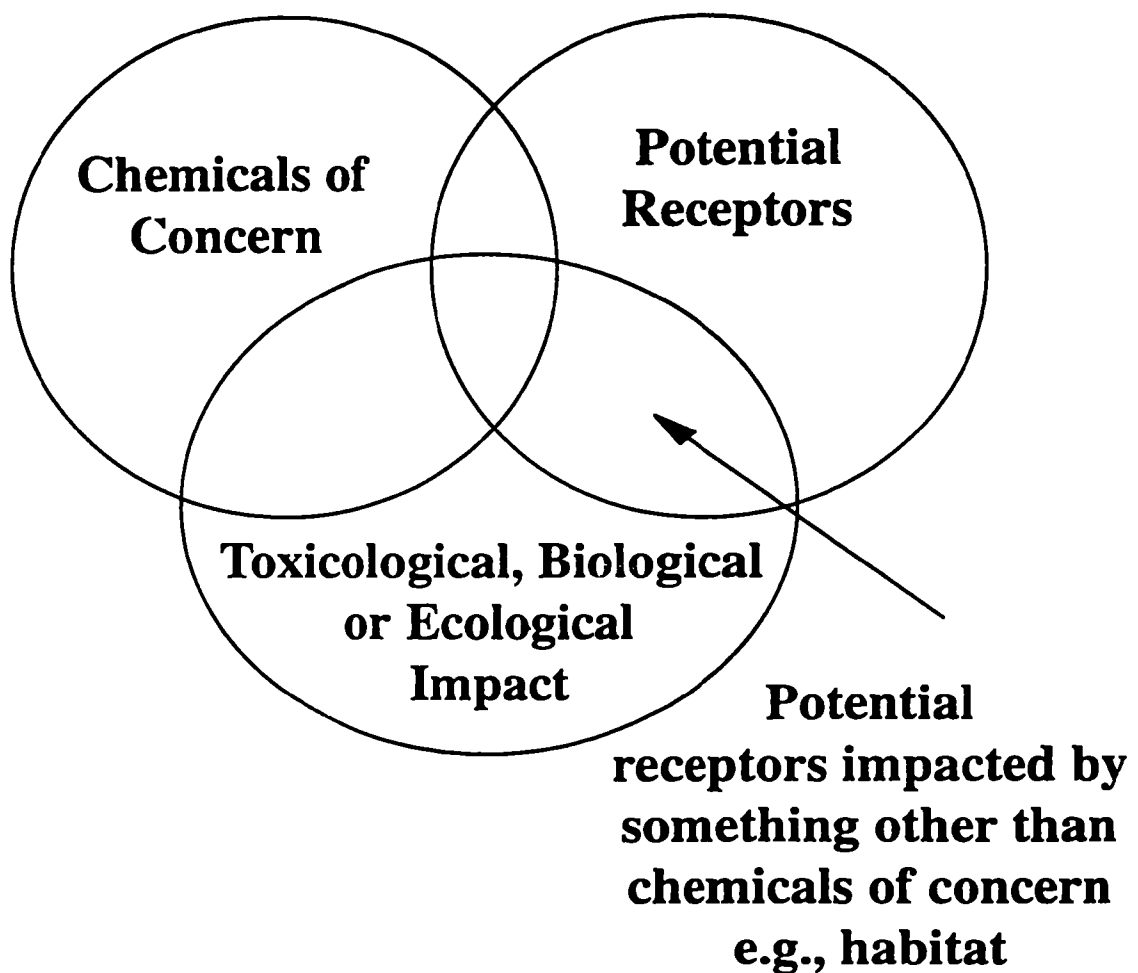 Chemicals of
Concern
Potential
Receptors
Toxicological, Biological
or Ecological
Impact
Potential
receptors impacted by
something other than
chemicals of concern
e.g., habitat